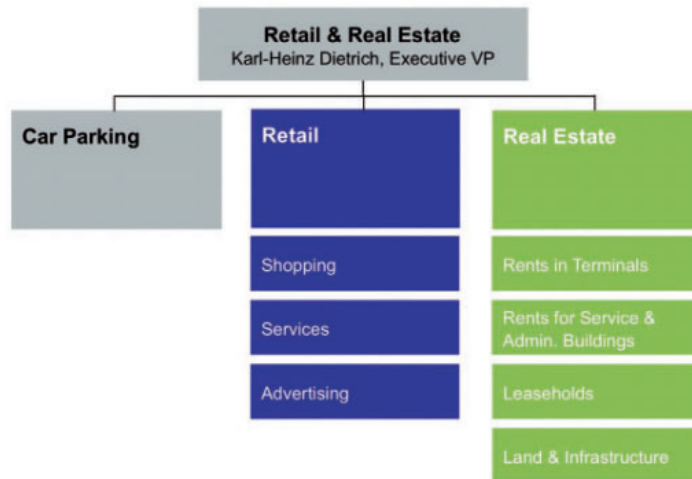 Retail & Real Estate
Karl-Heinz Dietrich, Executive VP
Car Parking
Retail
Real Estate
Shopping
Rents in Terminals
Services
Rents for Service &
Admin. Buildings
Advertising
Leaseholds
Land & Infrastructure